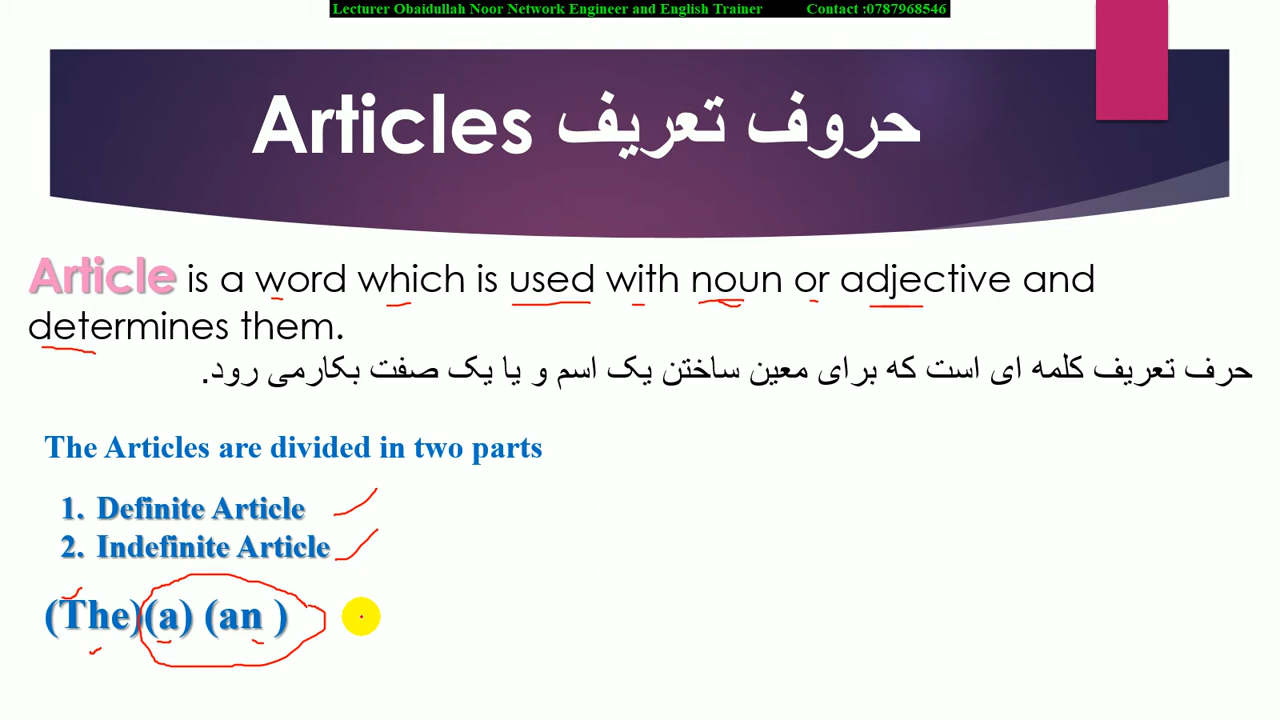 Lecturer Obaidullah Noor Network Engineer and English Trainer Contact :0787968546
Articles حروف تعریف
Article is a word which is used with noun or adjective and
determines them.
حرف تعریف کلمه ای است که برای معین ساختن یک اسم و یا یک صفت بکارمی رود.
The Articles are divided in two parts
1. Definite Article
2. Indefinite Article
(The)(a) (an )